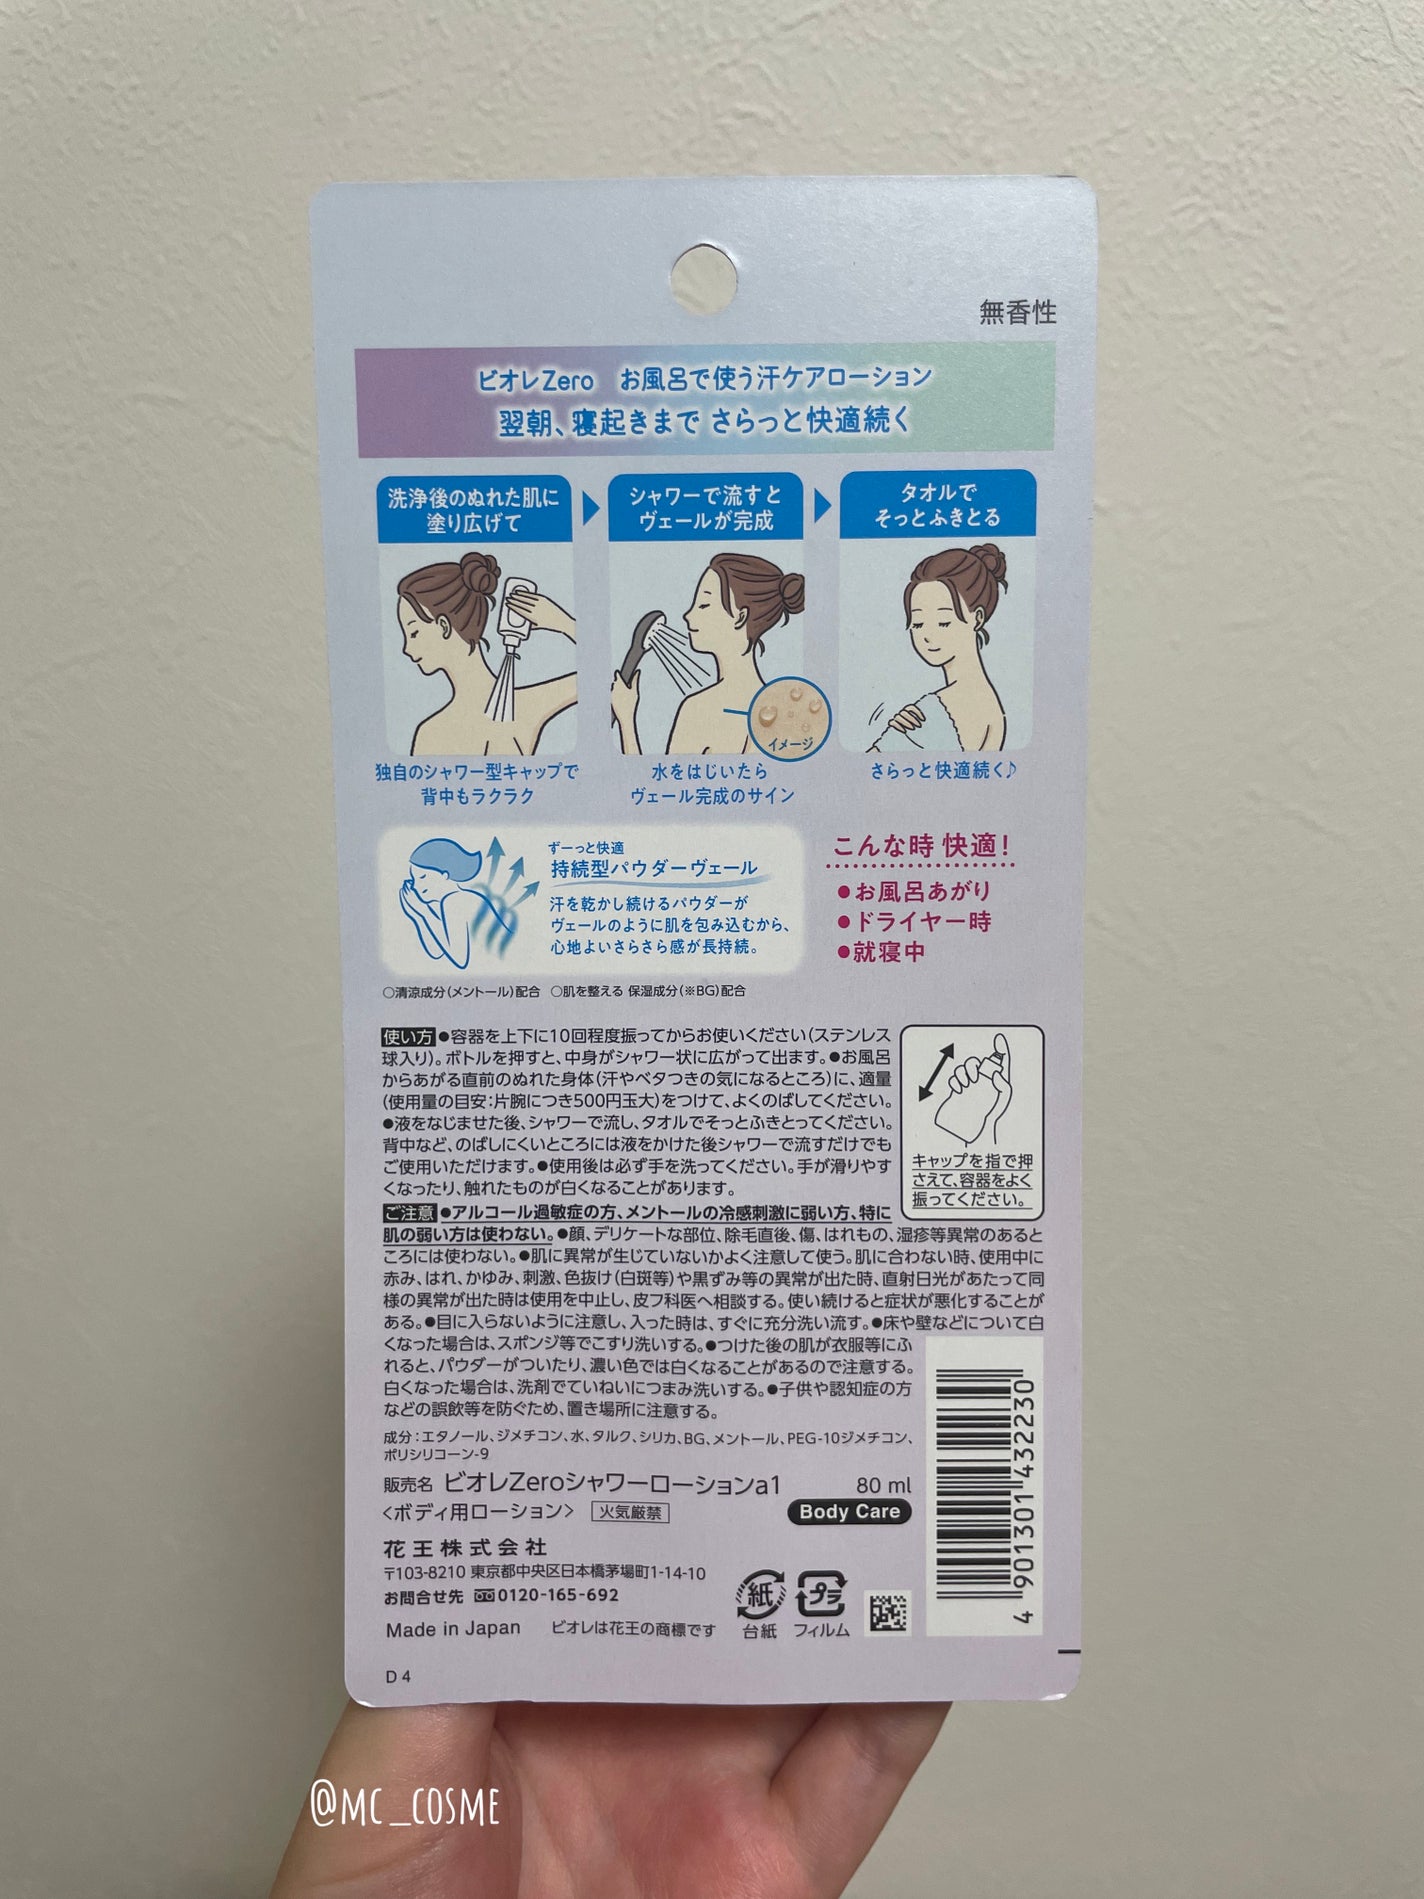 無香性
ビオレZero お風呂で使う汗ケアローション
翌朝、寝起きまで さらっと快適続く
洗浄後のぬれた肌に
塗り広げて
シャワーで流すと
ヴェールが完成
タオルで
そっとふきとる
イメージ
独自のシャワー型キャップで
背中もラクラク
水をはじいたら
ヴェール完成のサイン
さらっと快適続く♪
ずーっと快適
持続型パウダーヴェール
汗を乾かし続けるパウダーが
ヴェールのように肌を包み込むから、
心地よいさらさら感が長持続。
こんな時 快適!
●お風呂あがり
●ドライヤー時
●就寝中
○清涼成分(メントール)配合 ○肌を整える 保湿成分(※BG)配合
使い方 ●容器を上下に10回程度振ってからお使いください(ステンレス
球入り)。ボトルを押すと、中身がシャワー状に広がって出ます。●お風呂
からあがる直前のぬれた身体(汗やベタつきの気になるところ)に、適量
(使用量の目安:片腕につき500円玉大)をつけて、よくのばしてください。
●液をなじませた後、シャワーで流し、タオルでそっとふきとってください。
背中など、のばしにくいところには液をかけた後シャワーで流すだけでも
ご使用いただけます。●使用後は必ず手を洗ってください。手が滑りやす
くなったり、触れたものが白くなることがあります。
キャップを指で押
さえて、容器をよく
振ってください。
ご注意 ●アルコール過敏症の方、メントールの冷感刺激に弱い方、特に
肌の弱い方は使わない。●顔、デリケートな部位、除毛直後、傷、はれもの、湿疹等異常のあると
ころには使わない。●肌に異常が生じていないかよく注意して使う。肌に合わない時、使用中に
赤み、はれ、かゆみ、刺激、色抜け(白斑等)や黒ずみ等の異常が出た時、直射日光があたって同
様の異常が出た時は使用を中止し、皮フ科医へ相談する。使い続けると症状が悪化することが
ある。●目に入らないように注意し、入った時は、すぐに充分洗い流す。●床や壁などについて白
くなった場合は、スポンジ等でこすり洗いする。●つけた後の肌が衣服等にふ
れると、パウダーがついたり、濃い色では白くなることがあるので注意する。
白くなった場合は、洗剤でていねいにつまみ洗いする。●子供や認知症の方
などの誤飲等を防ぐため、置き場所に注意する。
成分:エタノール、ジメチコン、水、タルク、シリカ、BG、メントール、PEG-10ジメチコン、
ポリシリコーン-9
販売名 ビオレZeroシャワーローションa1 80 ml
<ボディ用ローション> 火気厳禁 Body Care
花王株式会社
〒103-8210 東京都中央区日本橋茅場町1-14-10
お問合せ先 0120-165-692
Made in Japan ビオレは花王の商標です
紙
台紙
プラ
フィルム
4 901301 432230
D 4
@MC_COSME